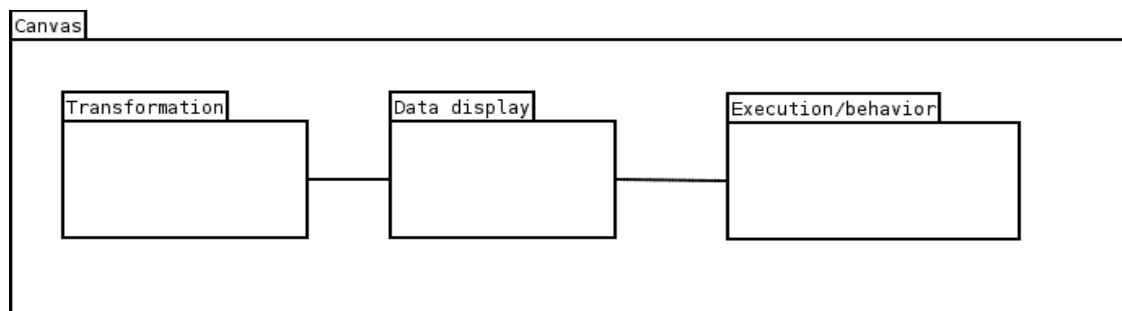 Canvas
Transformation
Data display
Execution/behavior